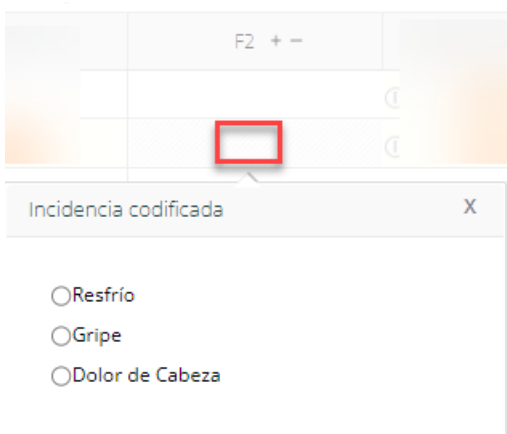 F2 + −
Incidencia codificada X
Resfrío
Gripe
Dolor de Cabeza